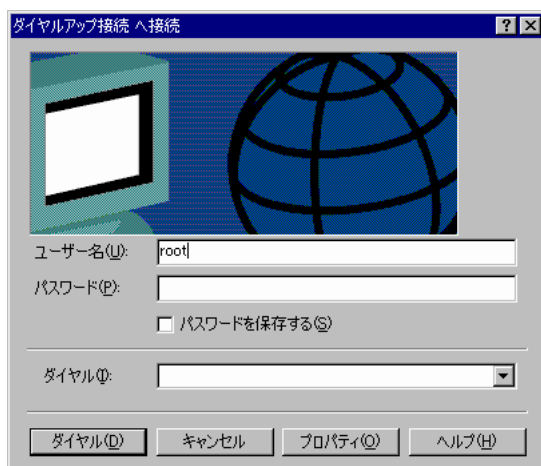 ダイヤルアップ接続 へ接続
ユーザー名(U):
root
パスワード(P):
パスワードを保存する(S)
ダイヤル(I):
ダイヤル(D)
キャンセル
プロパティ(O)
ヘルプ(H)